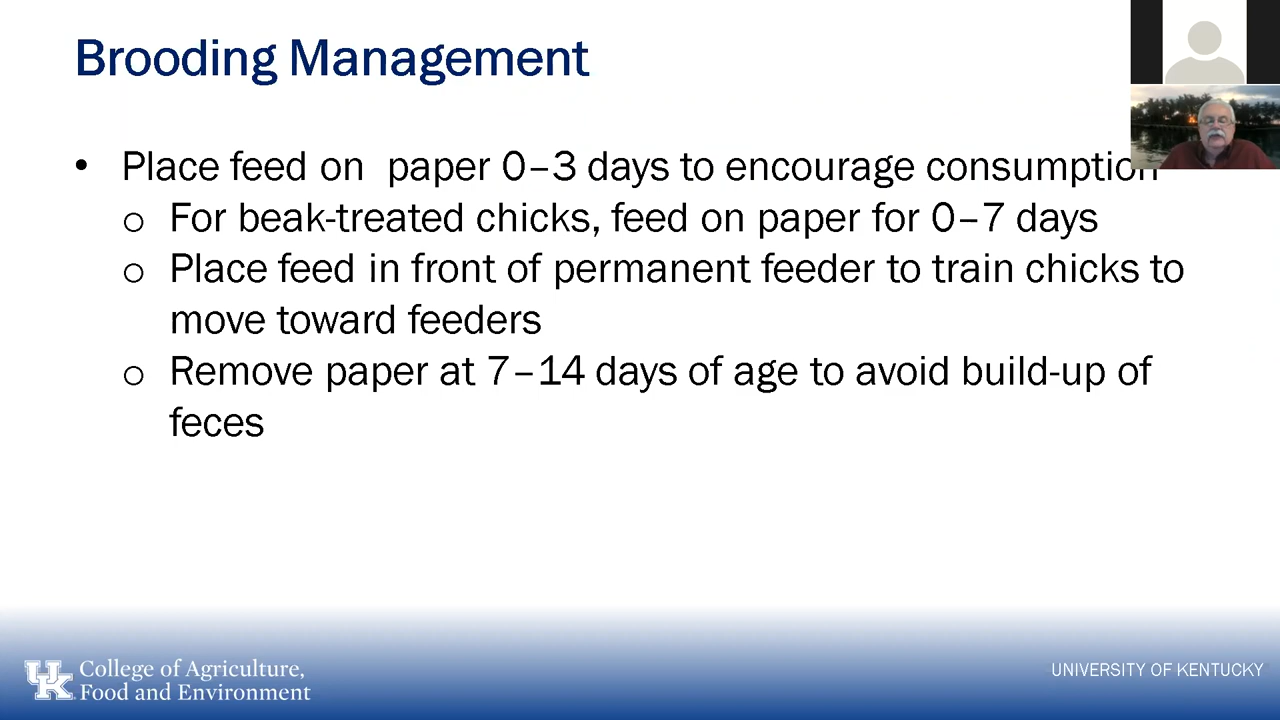 Brooding Management
• Place feed on  paper 0–3 days to encourage consumption
o For beak-treated chicks, feed on paper for 0–7 days
o Place feed in front of permanent feeder to train chicks to
move toward feeders
o Remove paper at 7–14 days of age to avoid build-up of
feces
UK College of Agriculture,
Food and Environment
UNIVERSITY OF KENTUCKY